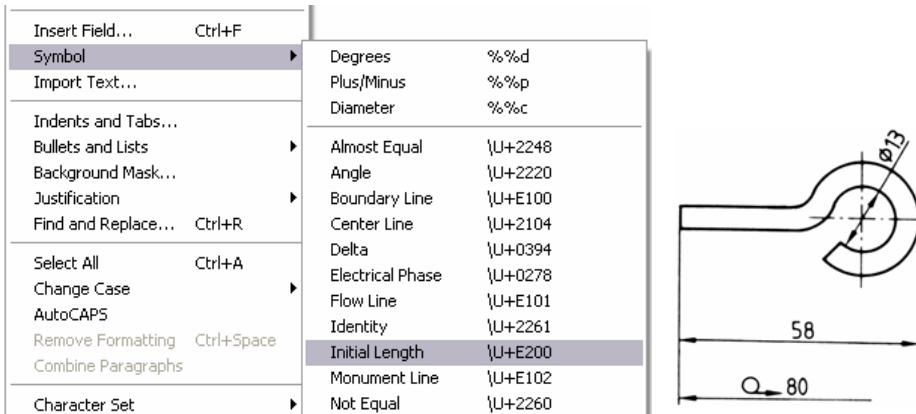 Insert Field... Ctrl+F
Symbol
Import Text...
Indents and Tabs...
Bullets and Lists
Background Mask...
Justification
Find and Replace... Ctrl+R
Select All Ctrl+A
Change Case
AutoCAPS
Remove Formatting Ctrl+Space
Combine Paragraphs
Character Set
Degrees %%d
Plus/Minus %%p
Diameter %%c
Almost Equal \U+2248
Angle \U+2220
Boundary Line \U+E100
Center Line \U+2104
Delta \U+0394
Electrical Phase \U+0278
Flow Line \U+E101
Identity \U+2261
Initial Length \U+E200
Monument Line \U+E102
Not Equal \U+2260
⌀13
58
80